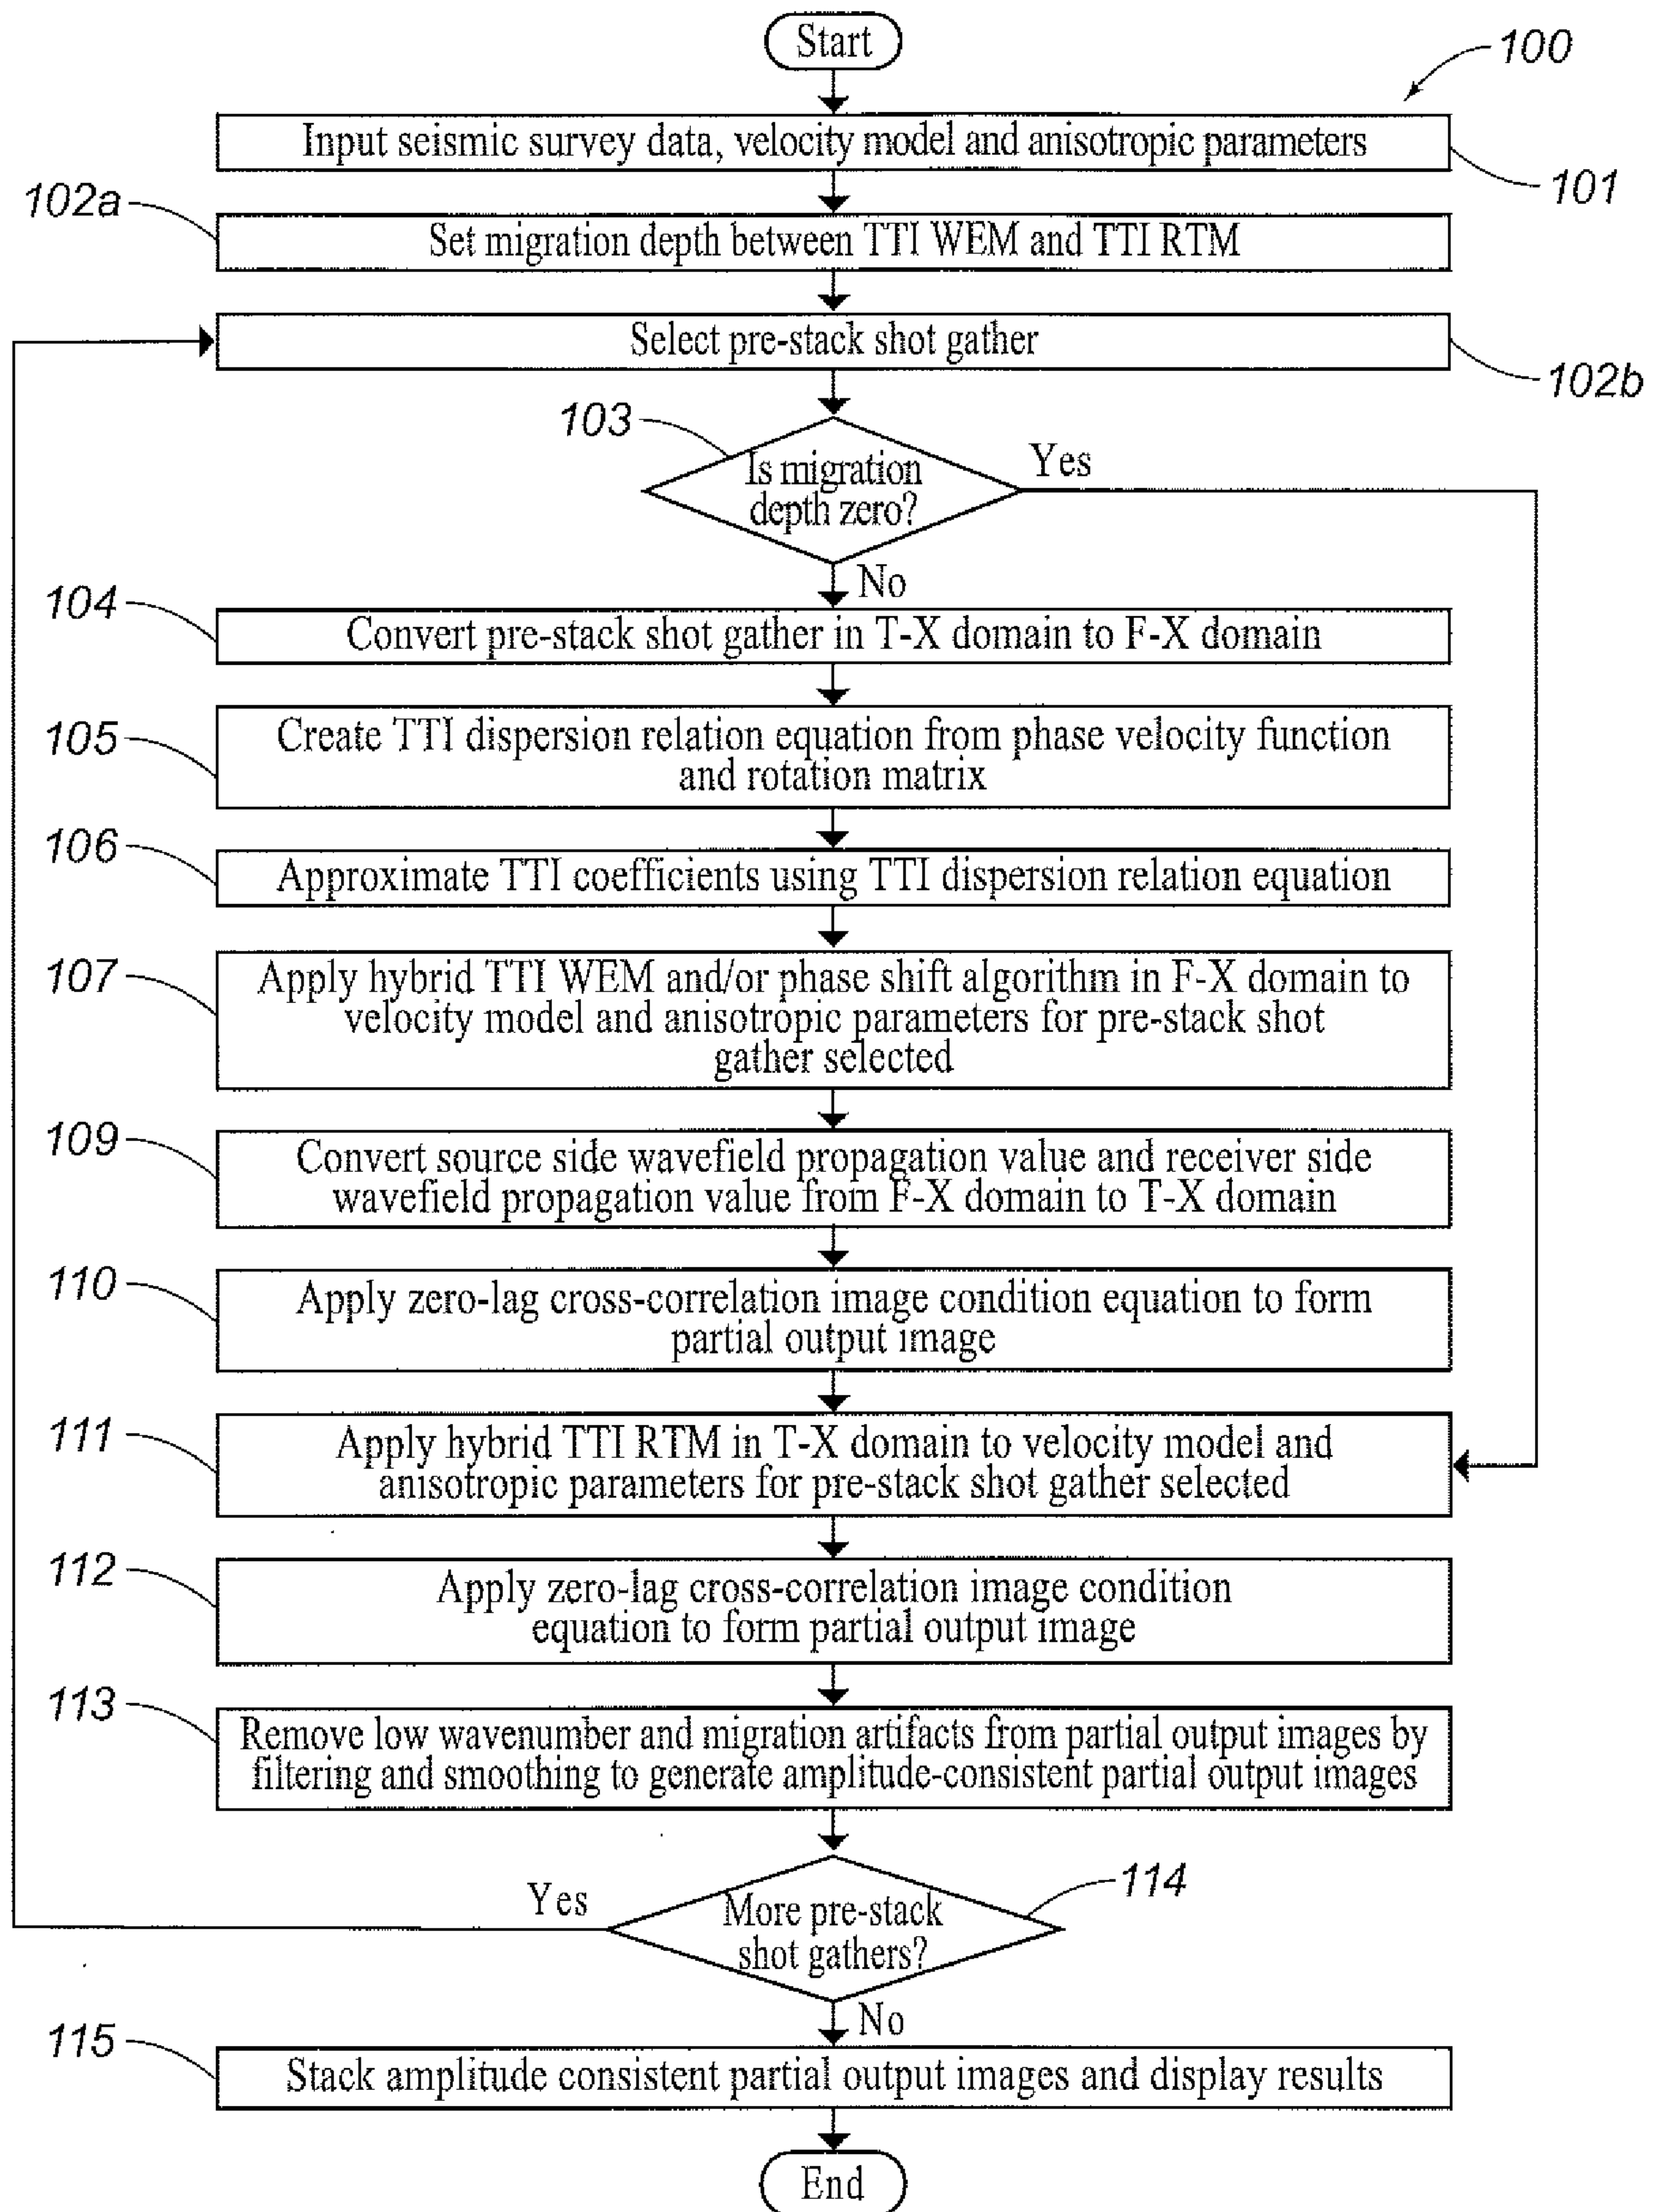 Start
100
Input seismic survey data, velocity model and anisotropic parameters
101
102a
Set migration depth between TTI WEM and TTI RTM
Select pre-stack shot gather
102b
103
Is migration
depth zero?
Yes
No
104
Convert pre-stack shot gather in T-X domain to F-X domain
105
Create TTI dispersion relation equation from phase velocity function
and rotation matrix
106
Approximate TTI coefficients using TTI dispersion relation equation
107
Apply hybrid TTI WEM and/or phase shift algorithm in F-X domain to
velocity model and anisotropic parameters for pre-stack shot
gather selected
109
Convert source side wavefield propagation value and receiver side
wavefield propagation value from F-X domain to T-X domain
110
Apply zero-lag cross-correlation image condition equation to form
partial output image
111
Apply hybrid TTI RTM in T-X domain to velocity model and
anisotropic parameters for pre-stack shot gather selected
112
Apply zero-lag cross-correlation image condition
equation to form partial output image
113
Remove low wavenumber and migration artifacts from partial output images by
filtering and smoothing to generate amplitude-consistent partial output images
114
Yes
More pre-stack
shot gathers?
No
115
Stack amplitude consistent partial output images and display results
End